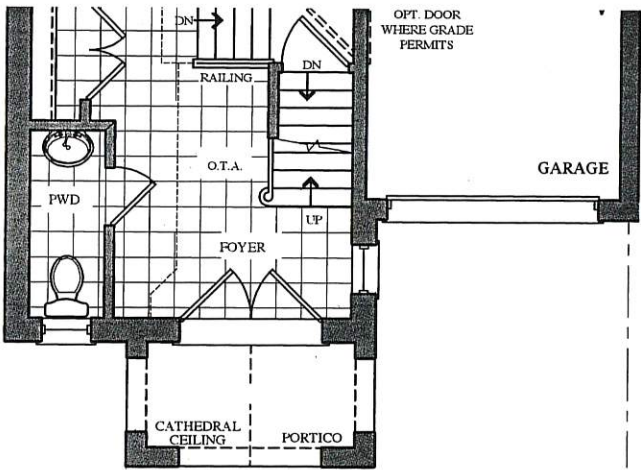 DN
OPT. DOOR
WHERE GRADE
PERMITS
RAILING
DN
O.T.A.
GARAGE
PWD
UP
FOYER
CATHEDRAL
CEILING
PORTICO